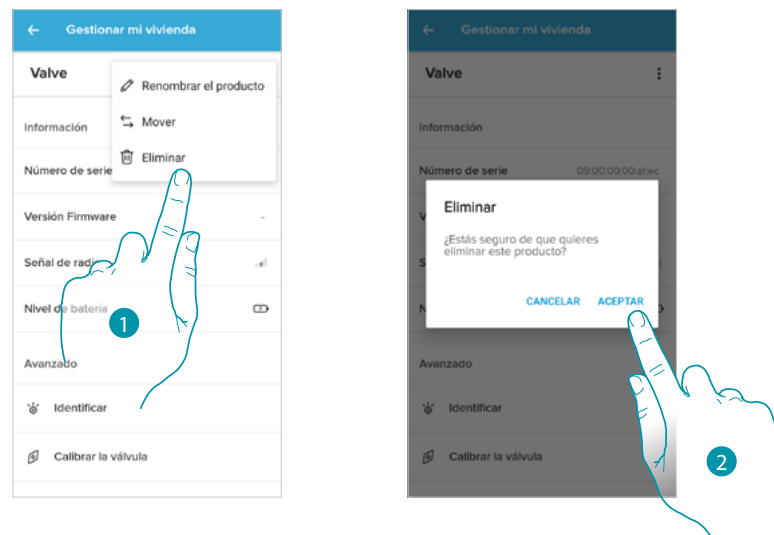 Gestionar mi vivienda
Valve
Renombrar el producto
Mover
Eliminar
Información
Número de serie
Versión Firmware
-
Señal de radio
Nivel de batería
Avanzado
Identificar
Calibrar la válvula
1
Gestionar mi vivienda
Valve
Información
Número de serie 09:00:00:00:af:ec
V
S
N
Eliminar
¿Estás seguro de que quieres
eliminar este producto?
CANCELAR ACEPTAR
Avanzado
Identificar
Calibrar la válvula
2